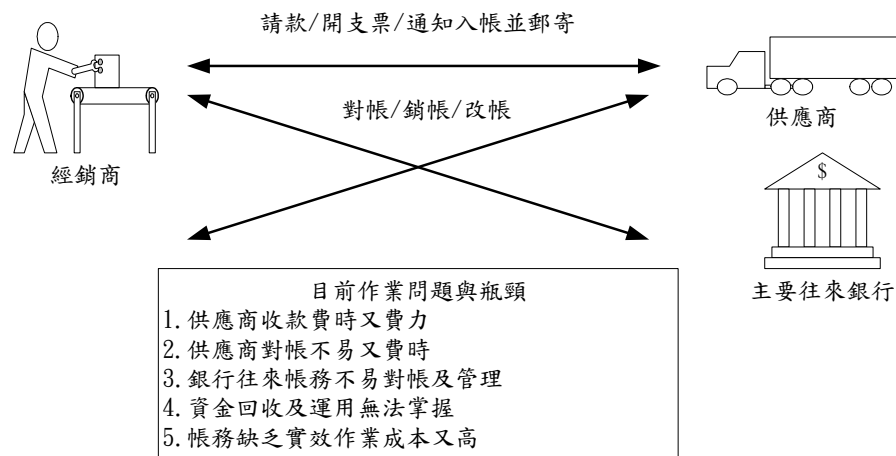 請款/開支票/通知入帳並郵寄
對帳/銷帳/改帳
供應商
經銷商
$
主要往來銀行
目前作業問題與瓶頸
1.供應商收款費時又費力
2.供應商對帳不易又費時
3.銀行往來帳務不易對帳及管理
4.資金回收及運用無法掌握
5.帳務缺乏實效作業成本又高